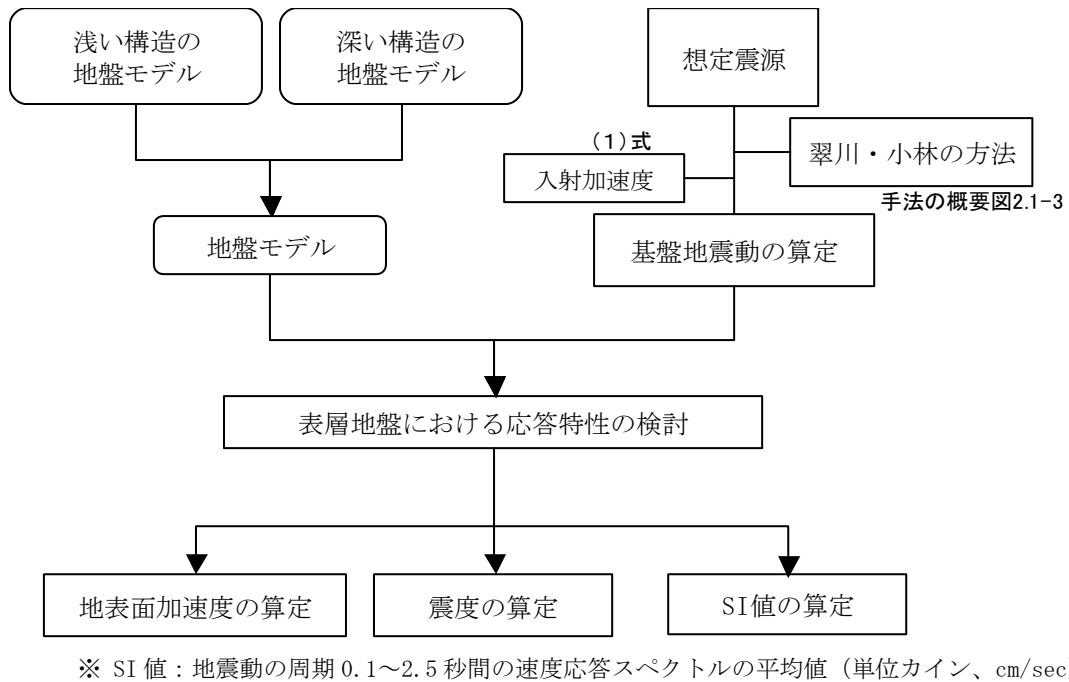 浅い構造の
地盤モデル
深い構造の
地盤モデル
想定震源
(1)式
入射加速度
翠川・小林の方法
手法の概要図2.1-3
地盤モデル
基盤地震動の算定
表層地盤における応答特性の検討
地表面加速度の算定
震度の算定
SI値の算定
※ SI値：地震動の周期0.1～2.5秒間の速度応答スペクトルの平均値（単位カイン、cm/sec